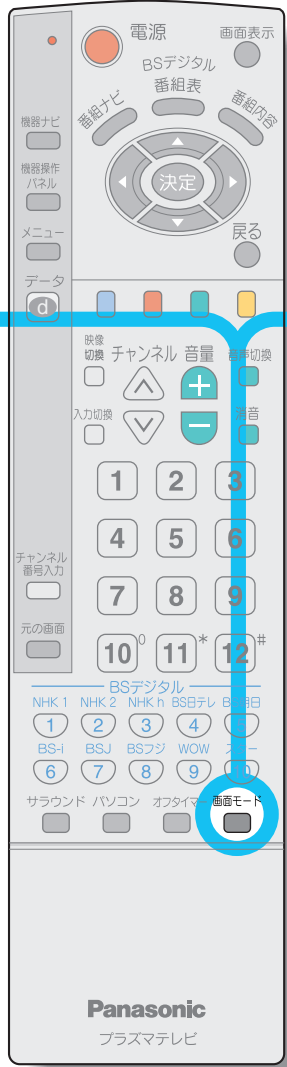 電源
画面表示
BSデジタル
番組ナビ
番組表
番組内容
機器ナビ
決定
機器操作
パネル
メニュー
戻る
データ
d
映像
切換
チャンネル
音量
音声切換
入力切換
消音
1 2 3
4 5 6
チャンネル
番号入力
7 8 9
元の画面
10 0 11 * 12 #
BSデジタル
NHK 1 NHK 2 NHK h BS日テレ
1 2 3 4
BS-i BSJ BSフジ WOW
6 7 8 9
サラウンド パソコン オフタイマー 画面モード
Panasonic
プラズマテレビ